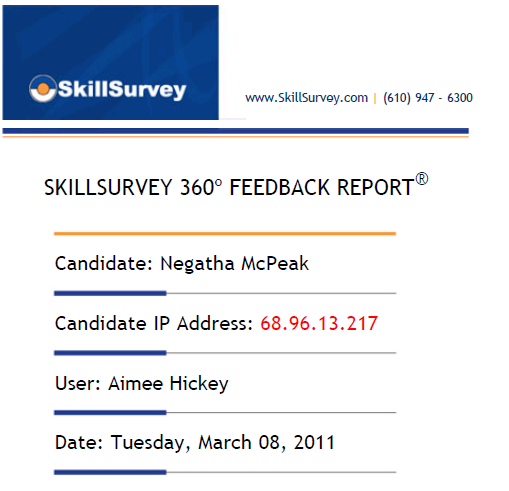 SkillSurvey
www.SkillSurvey.com | (610) 947 - 6300
SKILLSURVEY 360° FEEDBACK REPORT®
Candidate: Negatha McPeak
Candidate IP Address: 68.96.13.217
User: Aimee Hickey
Date: Tuesday, March 08, 2011